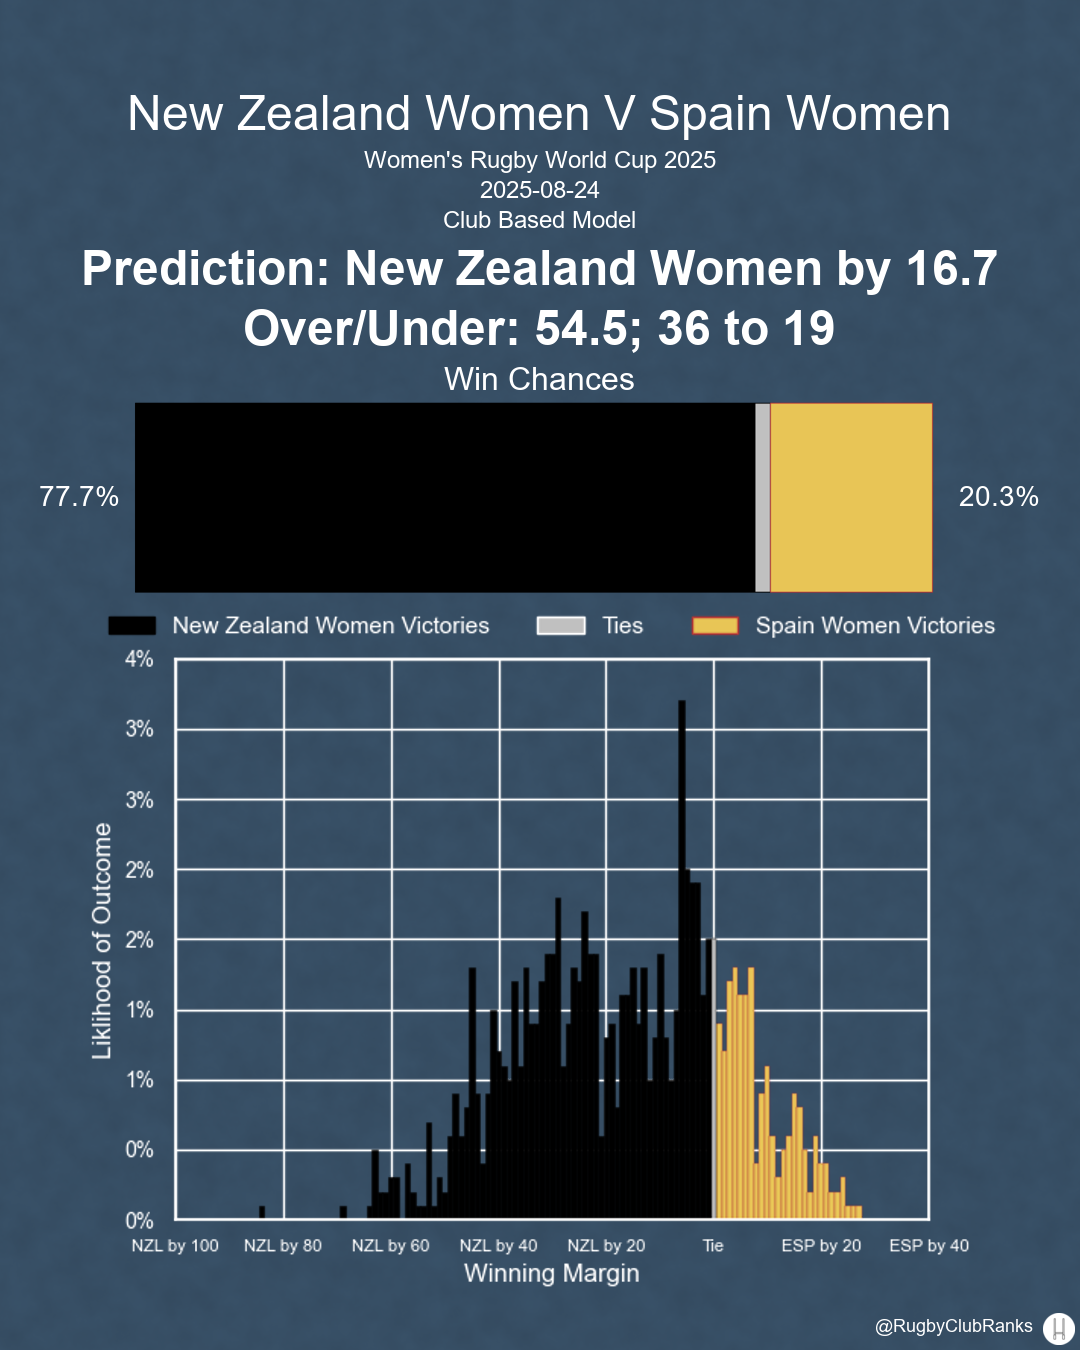 New Zealand Women V Spain Women
Women's Rugby World Cup 2025
2025-08-24
Club Based Model
Prediction: New Zealand Women by 16.7
Over/Under: 54.5; 36 to 19
Win Chances
77.7%
20.3%
New Zealand Women Victories
Ties
Spain Women Victories
4%
3%
3%
2%
2%
1%
1%
0%
0%
Liklihood of Outcome
NZL by 100
NZL by 80
NZL by 60
NZL by 40
NZL by 20
Tie
ESP by 20
ESP by 40
Winning Margin
@RugbyClubRanks